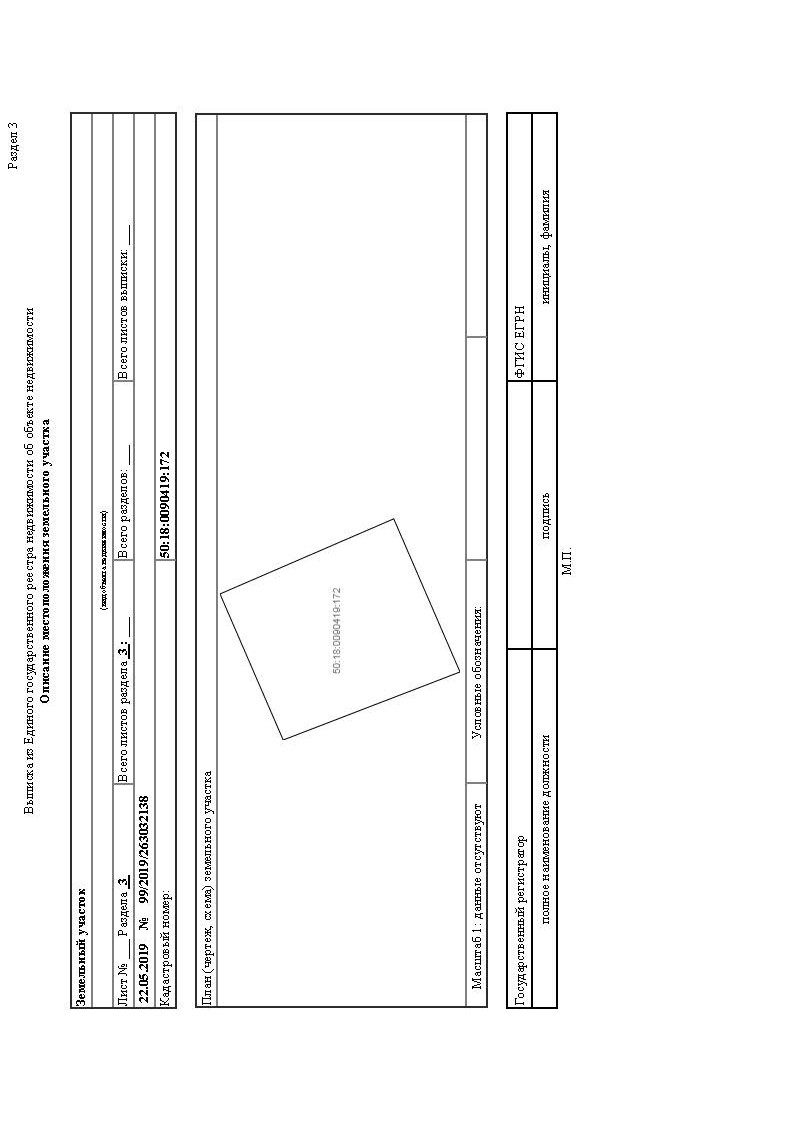 Раздел 3
Выписка из Единого государственного реестра недвижимости об объекте недвижимости
Описание местоположения земельного участка
Земельный участок
(вид объекта недвижимости)
Лист № ___ Раздела 3 Всего листов раздела 3 : ___ Всего разделов: ___ Всего листов выписки: ___
22.05.2019 № 99/2019/263032138
Кадастровый номер: 50:18:0090419:172
План (чертеж, схема) земельного участка
50:18:0090419:172
Масштаб 1: данные отсутствуют Условные обозначения:
Государственный регистратор ФГИС ЕГРН
полное наименование должности подпись инициалы, фамилия
М.П.